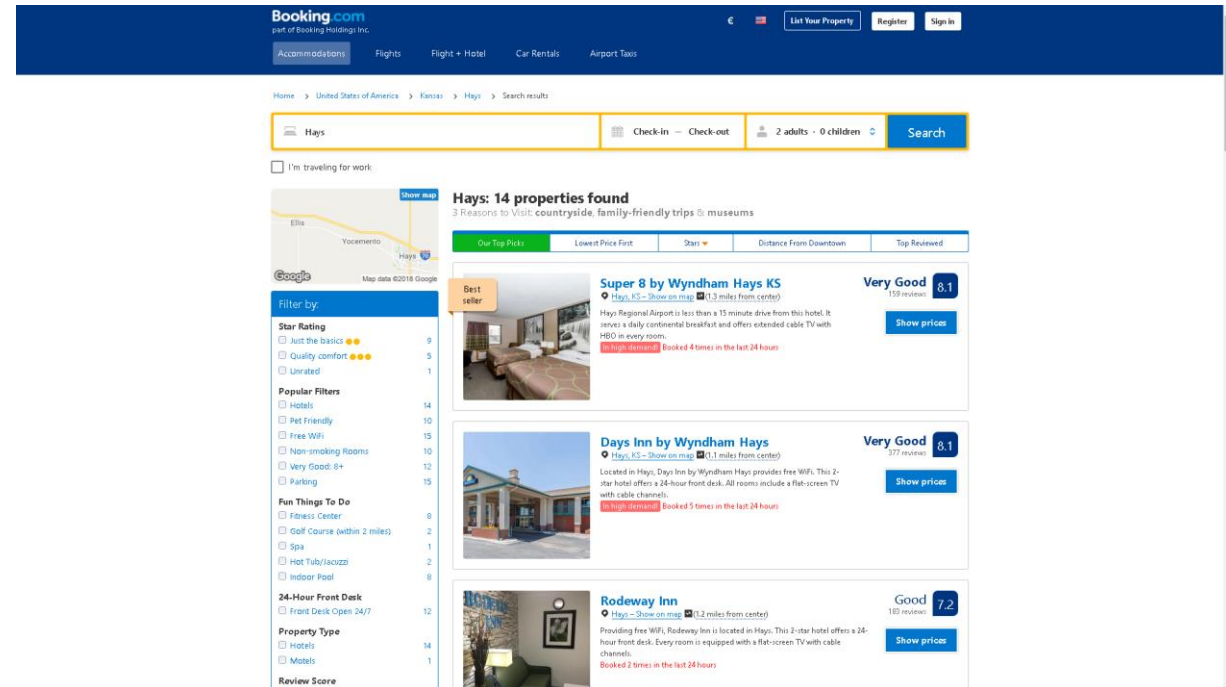 Booking.com
part of Booking Holdings Inc.
€
List Your Property
Register
Sign in
Accommodations
Flights
Flight + Hotel
Car Rentals
Airport Taxis
Home > United States of America > Kansas > Hays > Search results
Hays
Check-in — Check-out
2 adults · 0 children
Search
I'm traveling for work
Show map
Ellis
Yocemento
Hays
Google
Map data ©2018 Google
Hays: 14 properties found
3 Reasons to Visit: countryside, family-friendly trips & museums
Our Top Picks
Lowest Price First
Stars
Distance From Downtown
Top Reviewed
Filter by:
Star Rating
Just the basics 9
Quality comfort 5
Unrated 1
Popular Filters
Hotels 14
Pet Friendly 10
Free WiFi 15
Non-smoking Rooms 10
Very Good: 8+ 12
Parking 15
Fun Things To Do
Fitness Center
Golf Course (within 2 miles) 2
Spa 1
Hot Tub/Jacuzzi 2
Indoor Pool 8
24-Hour Front Desk
Front Desk Open 24/7 12
Property Type
Hotels 14
Motels 1
Review Score
Best
seller
Super 8 by Wyndham Hays KS
Hays, KS – Show on map (1.3 miles from center)
Hays Regional Airport is less than a 15 minute drive from this hotel. It
serves a daily continental breakfast and offers extended cable TV with
HBO in every room.
In high demand! Booked 4 times in the last 24 hours
Very Good 8.1
159 reviews
Show prices
Days Inn by Wyndham Hays
Hays, KS – Show on map (1.1 miles from center)
Located in Hays, Days Inn by Wyndham Hays provides free WiFi. This 2-
star hotel offers a 24-hour front desk. All rooms include a flat-screen TV
with cable channels.
In high demand! Booked 5 times in the last 24 hours
Very Good 8.1
377 reviews
Show prices
Rodeway Inn
Hays – Show on map (1.2 miles from center)
Providing free WiFi, Rodeway Inn is located in Hays. This 2-star hotel offers a 24-
hour front desk. Every room is equipped with a flat-screen TV with cable
channels.
Booked 2 times in the last 24 hours
Good 7.2
183 reviews
Show prices